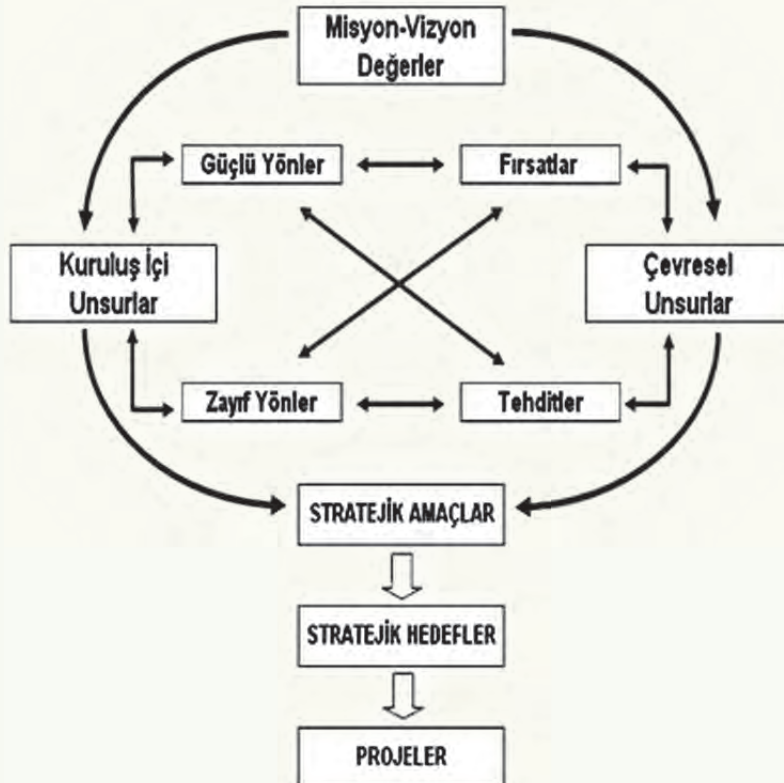 Misyon-Vizyon
Değerler
Güçlü Yönler
Fırsatlar
Kuruluş İçi
Unsurlar
Çevresel
Unsurlar
Zayıf Yönler
Tehditler
STRATEJİK AMAÇLAR
STRATEJİK HEDEFLER
PROJELER